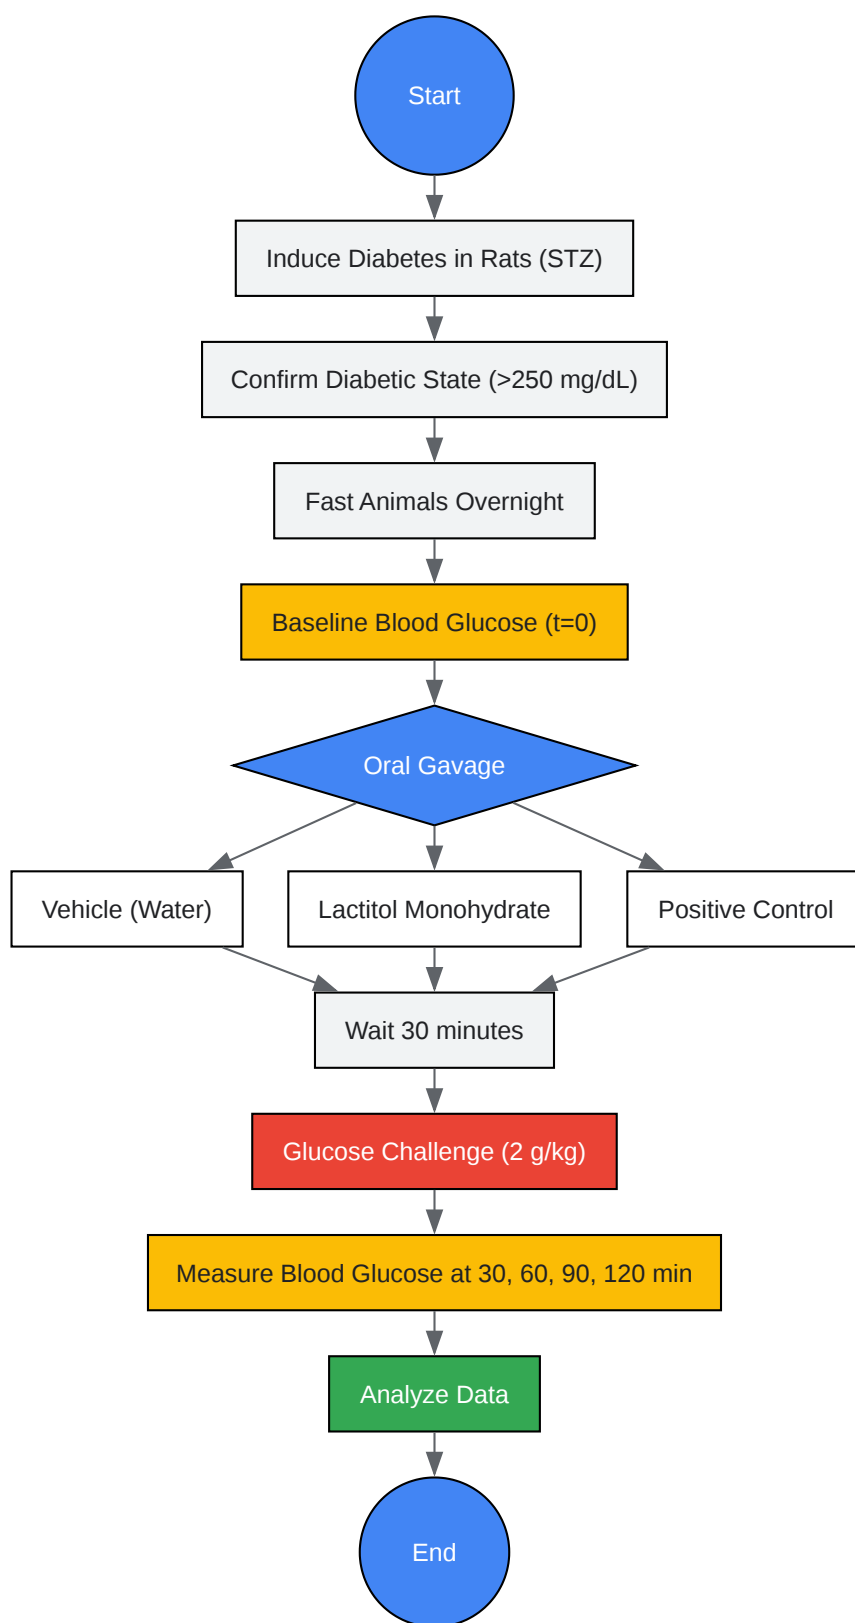 Start
Induce Diabetes in Rats (STZ)
Confirm Diabetic State (>250 mg/dL)
Fast Animals Overnight
Baseline Blood Glucose (t=0)
Oral Gavage
Vehicle (Water)
Lactitol Monohydrate
Positive Control
Wait 30 minutes
Glucose Challenge (2 g/kg)
Measure Blood Glucose at 30, 60, 90, 120 min
Analyze Data
End